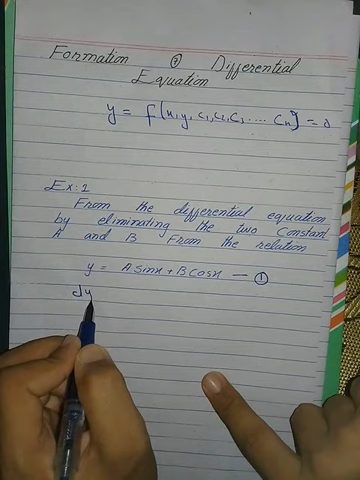 Formation of Differential
Equation
y = f(x, y, c1, c2, c3 .... cn) = 0
Ex: 1
From the differential equation
by eliminating the two Constant
A and B From the relation
y = A Sinx + B Cosx — ①
dy